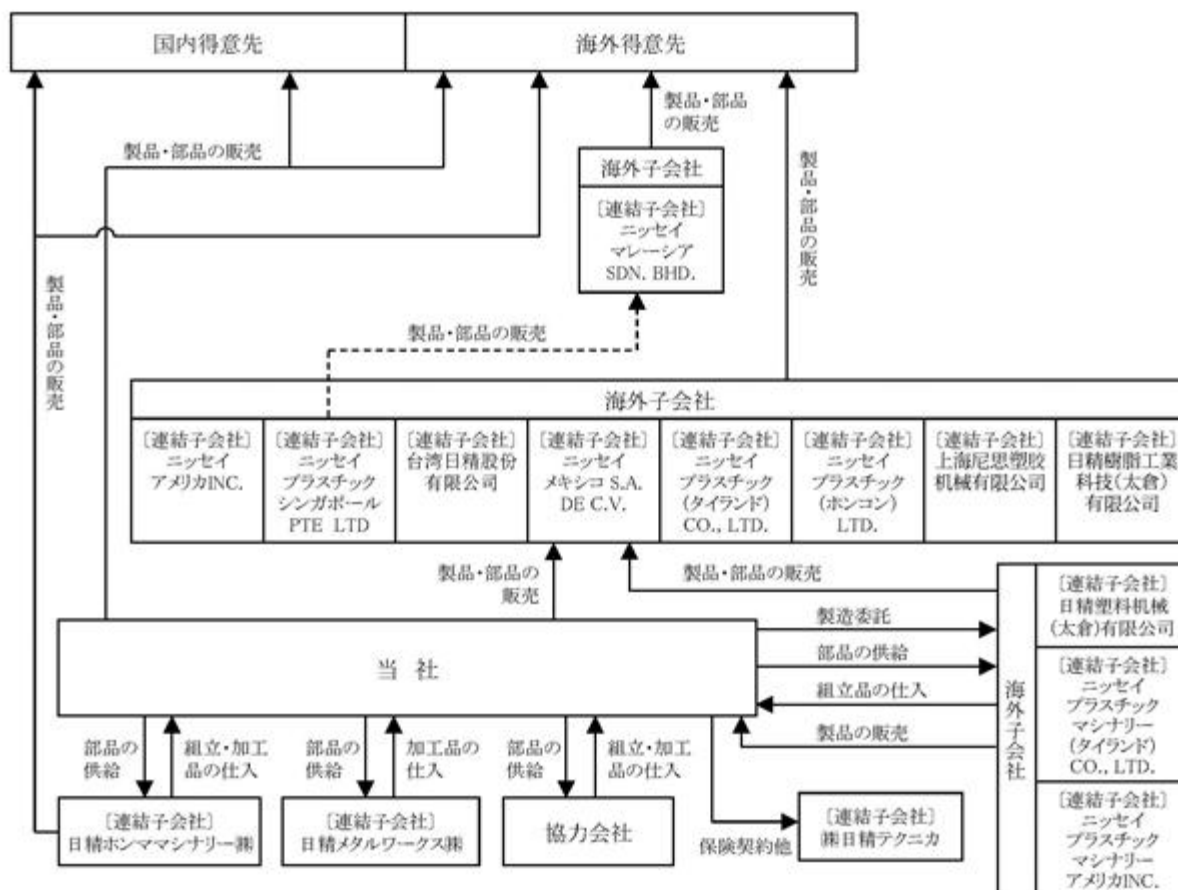 国内得意先
海外得意先
製品・部品
の販売
製品・部品の販売
海外子会社
〔連結子会社〕
ニッセイ
マレーシア
SDN. BHD.
製品・部品の販売
製品・部品の販売
製品・部品の販売
海外子会社
〔連結子会社〕
ニッセイ
アメリカINC.
〔連結子会社〕
ニッセイ
プラスチック
シンガポール
PTE LTD
〔連結子会社〕
台湾日精股份
有限公司
〔連結子会社〕
ニッセイ
メキシコ S.A.
DE C.V.
〔連結子会社〕
ニッセイ
プラスチック
(タイランド)
CO., LTD.
〔連結子会社〕
ニッセイ
プラスチック
(ホンコン)
LTD.
〔連結子会社〕
上海尼思塑胶
机械有限公司
〔連結子会社〕
日精樹脂工業
科技(太倉)
有限公司
製品・部品の
販売
製品・部品の販売
製造委託
部品の供給
組立品の仕入
製品の販売
当 社
海外子会社
〔連結子会社〕
日精塑料机械
(太倉)有限公司
〔連結子会社〕
ニッセイ
プラスチック
マシナリー
(タイランド)
CO., LTD.
〔連結子会社〕
ニッセイ
プラスチック
マシナリー
アメリカINC.
部品の
供給
組立・加工
品の仕入
部品の
供給
加工品の
仕入
部品の
供給
組立・加工
品の仕入
保険契約他
〔連結子会社〕
日精ホンママシナリー㈱
〔連結子会社〕
日精メタルワークス㈱
協力会社
〔連結子会社〕
㈱日精テクニカ